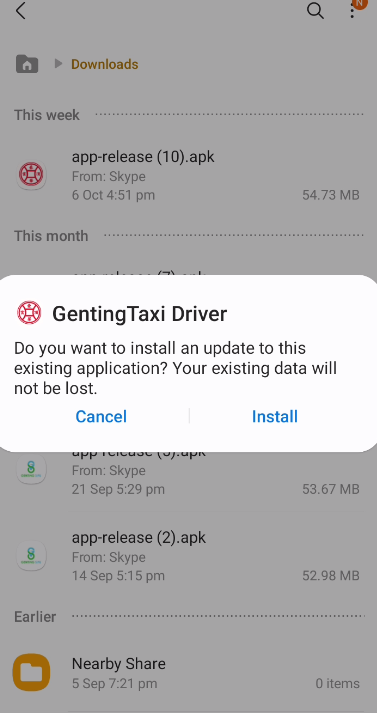 N
Downloads
This week
app-release (10).apk
From: Skype
6 Oct 4:51 pm
54.73 MB
This month
GentingTaxi Driver
Do you want to install an update to this
existing application? Your existing data will
not be lost.
Cancel
Install
From: Skype
21 Sep 5:29 pm
53.67 MB
app-release (2).apk
From: Skype
14 Sep 5:15 pm
52.98 MB
Earlier
Nearby Share
5 Sep 7:21 pm
0 items